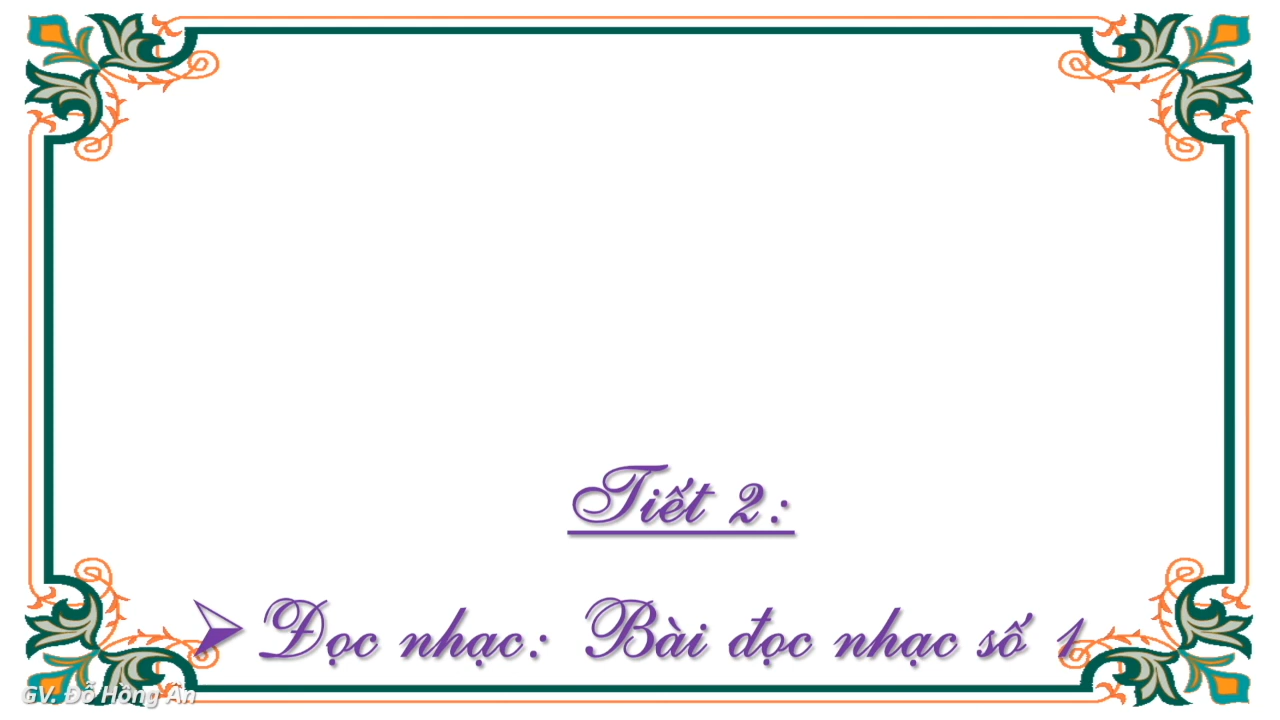 Tiết 2:
➢ Đọc nhạc: Bài đọc nhạc số 1
GV. Đỗ Hồng Ân